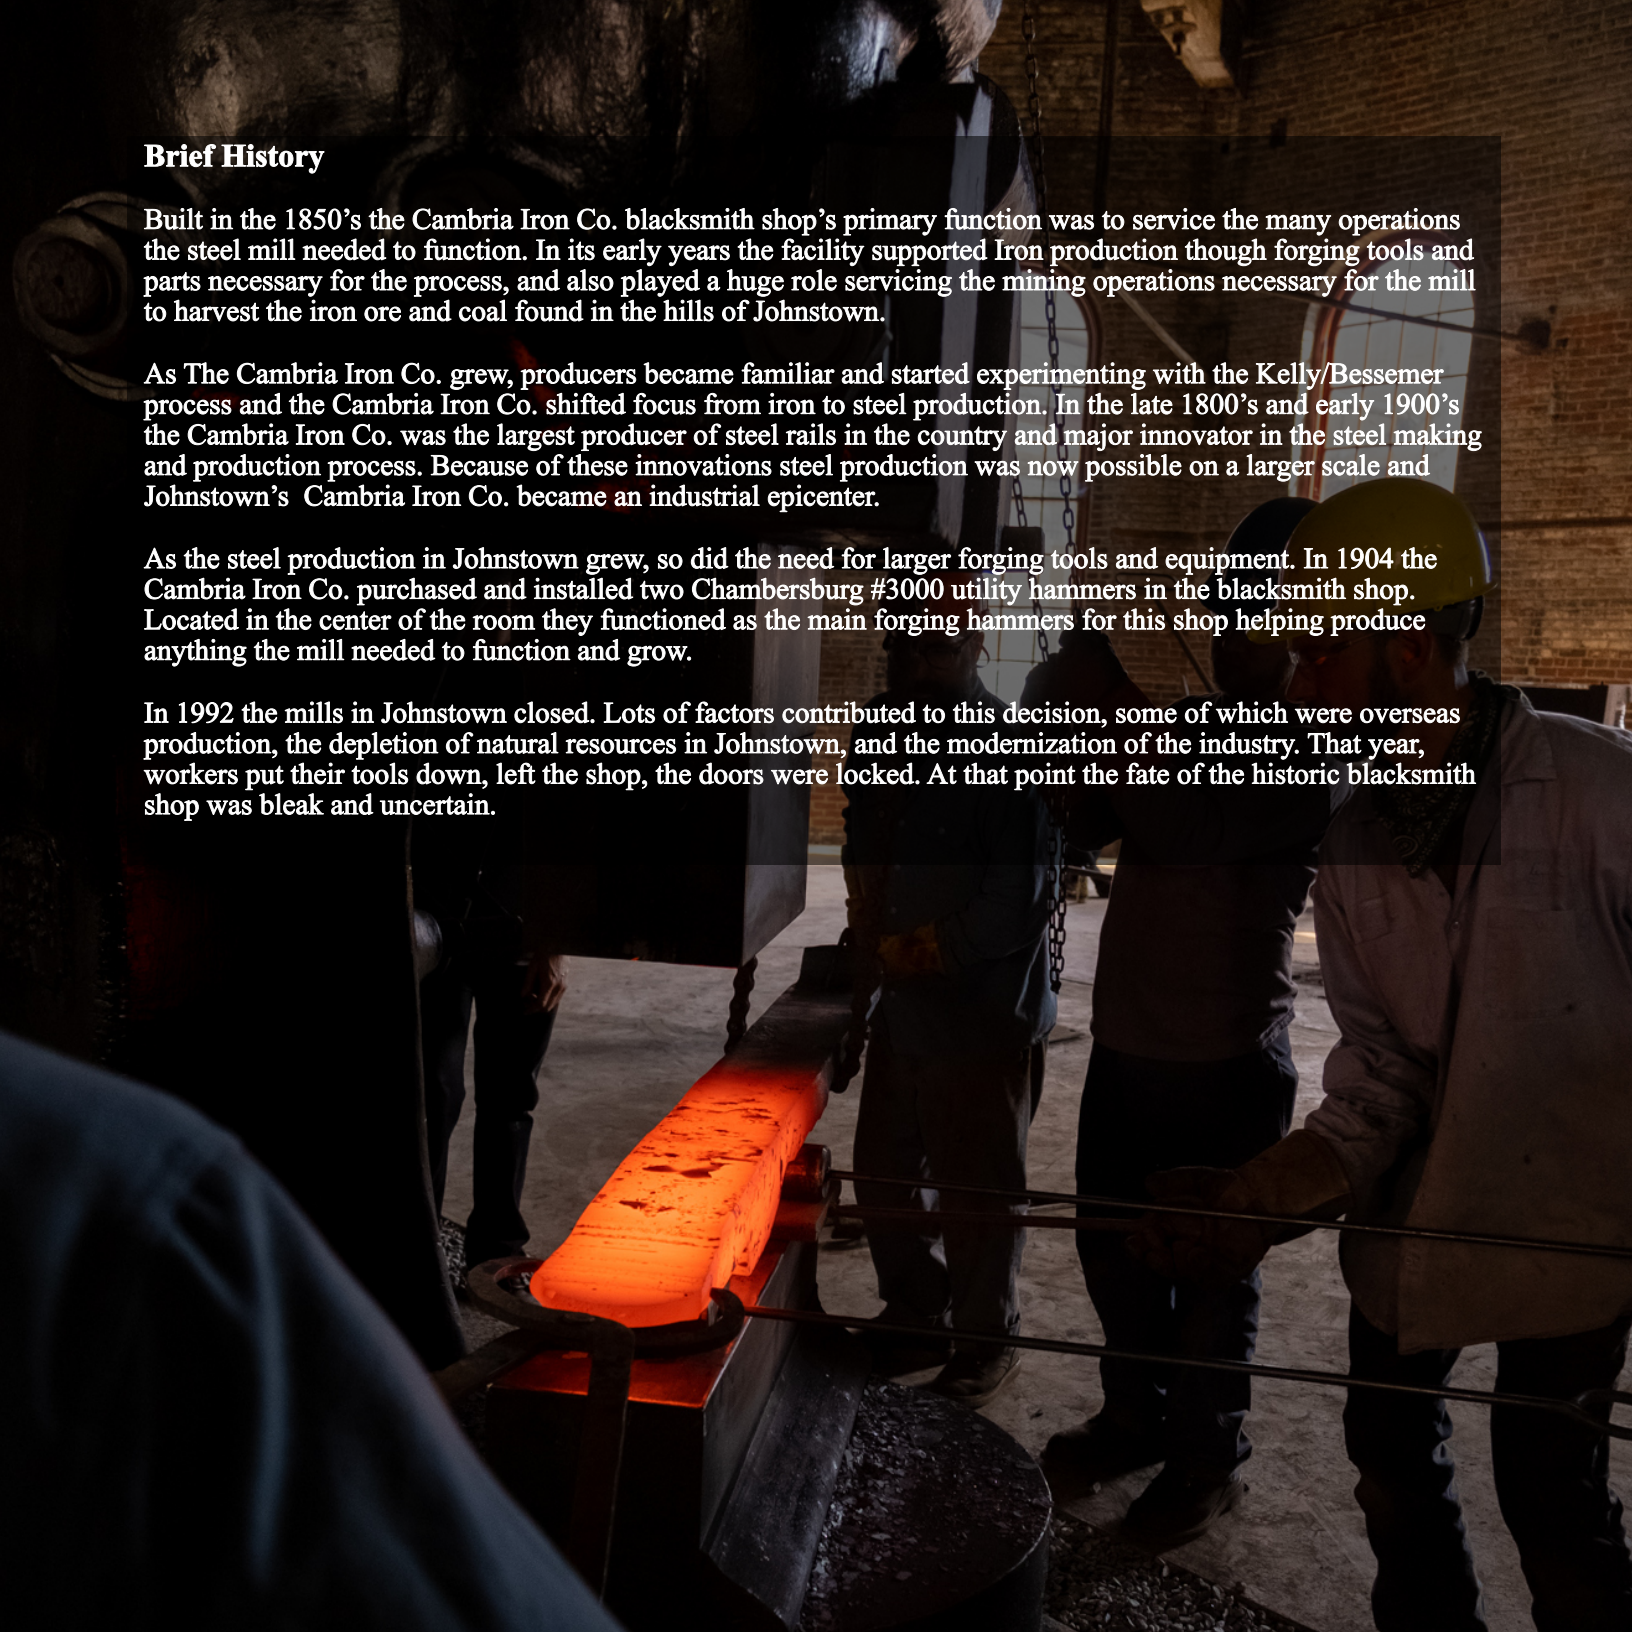 Brief History
Built in the 1850’s the Cambria Iron Co. blacksmith shop’s primary function was to service the many operations
the steel mill needed to function. In its early years the facility supported Iron production though forging tools and
parts necessary for the process, and also played a huge role servicing the mining operations necessary for the mill
to harvest the iron ore and coal found in the hills of Johnstown.
As The Cambria Iron Co. grew, producers became familiar and started experimenting with the Kelly/Bessemer
process and the Cambria Iron Co. shifted focus from iron to steel production. In the late 1800’s and early 1900’s
the Cambria Iron Co. was the largest producer of steel rails in the country and major innovator in the steel making
and production process. Because of these innovations steel production was now possible on a larger scale and
Johnstown’s  Cambria Iron Co. became an industrial epicenter.
As the steel production in Johnstown grew, so did the need for larger forging tools and equipment. In 1904 the
Cambria Iron Co. purchased and installed two Chambersburg #3000 utility hammers in the blacksmith shop.
Located in the center of the room they functioned as the main forging hammers for this shop helping produce
anything the mill needed to function and grow.
In 1992 the mills in Johnstown closed. Lots of factors contributed to this decision, some of which were overseas
production, the depletion of natural resources in Johnstown, and the modernization of the industry. That year,
workers put their tools down, left the shop, the doors were locked. At that point the fate of the historic blacksmith
shop was bleak and uncertain.